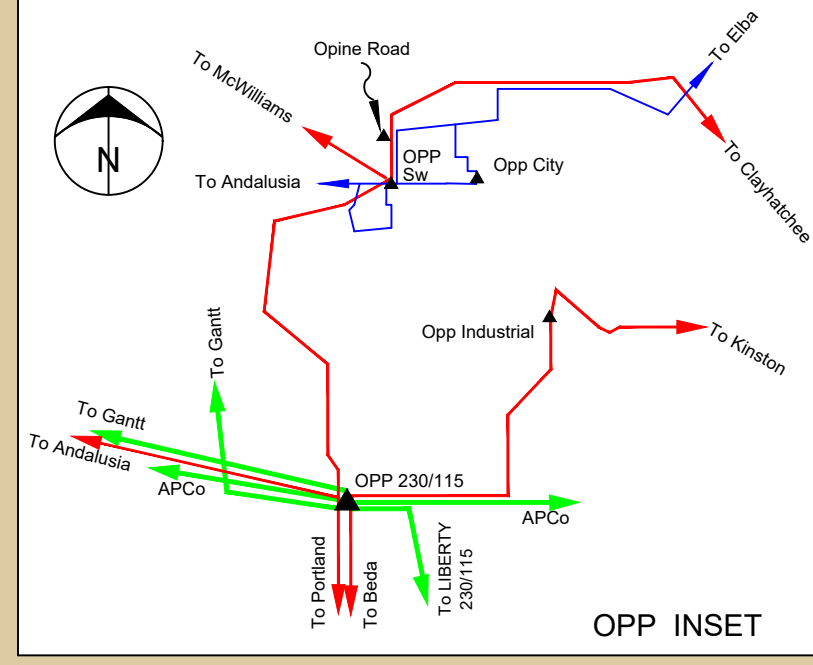 To Elba
Opine Road
To McWilliams
N
OPP
Sw
Opp City
To Andalusia
To Clayhatchee
To Gantt
Opp Industrial
To Kinston
To Gantt
To Andalusia
APCo
OPP 230/115
APCo
To Portland
To Beda
To LIBERTY
230/115
OPP INSET